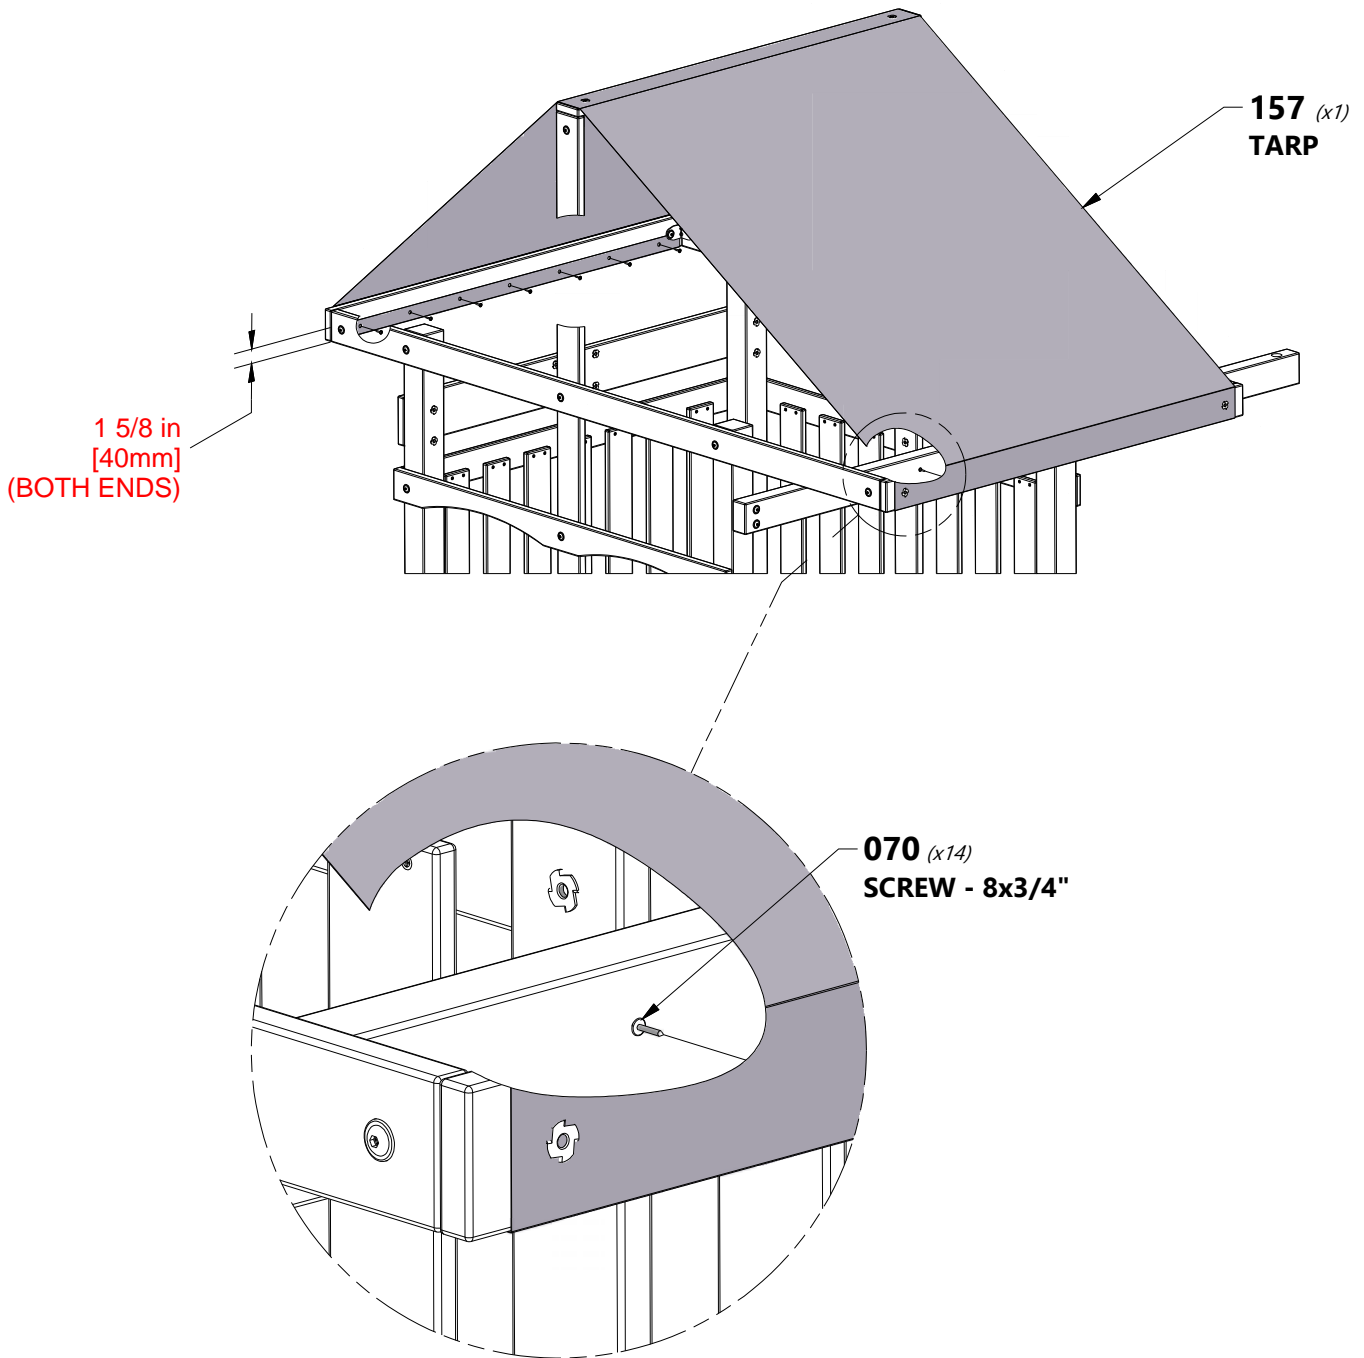 157 (x1)
TARP
1 5/8 in
[40mm]
(BOTH ENDS)
070 (x14)
SCREW - 8x3/4"